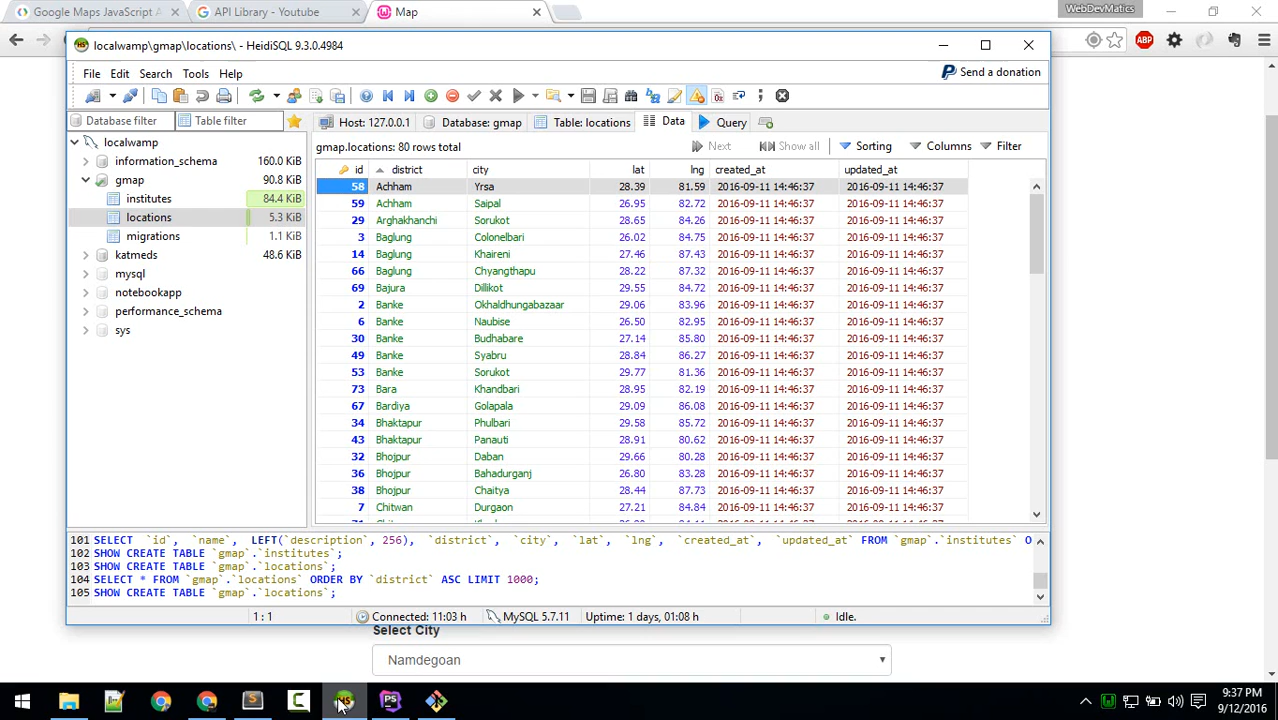 Google Maps JavaScript A
API Library - Youtube
Map
WebDevMatics
localwamp\gmap\locations\ - HeidiSQL 9.3.0.4984
ABP
File Edit Search Tools Help
Send a donation
Database filter Table filter
Host: 127.0.0.1 Database: gmap Table: locations Data Query
localwamp
information_schema 160.0 KiB
gmap 90.8 KiB
institutes 84.4 KiB
locations 5.3 KiB
migrations 1.1 KiB
katmeds 48.6 KiB
mysql
notebookapp
performance_schema
sys
gmap.locations: 80 rows total
Next Show all Sorting Columns Filter
id district city lat lng created_at updated_at
58 Achham Yrsa 28.39 81.59 2016-09-11 14:46:37 2016-09-11 14:46:37
59 Achham Saipal 26.95 82.72 2016-09-11 14:46:37 2016-09-11 14:46:37
29 Arghakhanchi Sorukot 28.65 84.26 2016-09-11 14:46:37 2016-09-11 14:46:37
3 Baglung Colonelbari 26.02 84.75 2016-09-11 14:46:37 2016-09-11 14:46:37
14 Baglung Khaireni 27.46 87.43 2016-09-11 14:46:37 2016-09-11 14:46:37
66 Baglung Chyangthapu 28.22 87.32 2016-09-11 14:46:37 2016-09-11 14:46:37
69 Bajura Dillikot 29.55 84.72 2016-09-11 14:46:37 2016-09-11 14:46:37
2 Banke Okhaldhungabazaar 29.06 83.96 2016-09-11 14:46:37 2016-09-11 14:46:37
6 Banke Naubise 26.50 82.95 2016-09-11 14:46:37 2016-09-11 14:46:37
30 Banke Budhabare 27.14 85.80 2016-09-11 14:46:37 2016-09-11 14:46:37
49 Banke Syabru 28.84 86.27 2016-09-11 14:46:37 2016-09-11 14:46:37
53 Banke Sorukot 29.77 81.36 2016-09-11 14:46:37 2016-09-11 14:46:37
73 Bara Khandbari 28.95 82.19 2016-09-11 14:46:37 2016-09-11 14:46:37
67 Bardiya Golapala 29.09 86.08 2016-09-11 14:46:37 2016-09-11 14:46:37
34 Bhaktapur Phulbari 29.58 85.72 2016-09-11 14:46:37 2016-09-11 14:46:37
43 Bhaktapur Panauti 28.91 80.62 2016-09-11 14:46:37 2016-09-11 14:46:37
32 Bhojpur Daban 29.66 80.28 2016-09-11 14:46:37 2016-09-11 14:46:37
36 Bhojpur Bahadurganj 26.80 83.28 2016-09-11 14:46:37 2016-09-11 14:46:37
38 Bhojpur Chaitya 28.44 87.73 2016-09-11 14:46:37 2016-09-11 14:46:37
7 Chitwan Durgaon 27.21 84.84 2016-09-11 14:46:37 2016-09-11 14:46:37
101 SELECT `id`, `name`, LEFT(`description`, 256), `district`, `city`, `lat`, `lng`, `created_at`, `updated_at` FROM `gmap`.`institutes` O
102 SHOW CREATE TABLE `gmap`.`institutes`;
103 SHOW CREATE TABLE `gmap`.`locations`;
104 SELECT * FROM `gmap`.`locations` ORDER BY `district` ASC LIMIT 1000;
105 SHOW CREATE TABLE `gmap`.`locations`;
1 : 1 Connected: 11:03 h MySQL 5.7.11 Uptime: 1 days, 01:08 h Idle.
Select City
Namdegoan
9:37 PM
9/12/2016